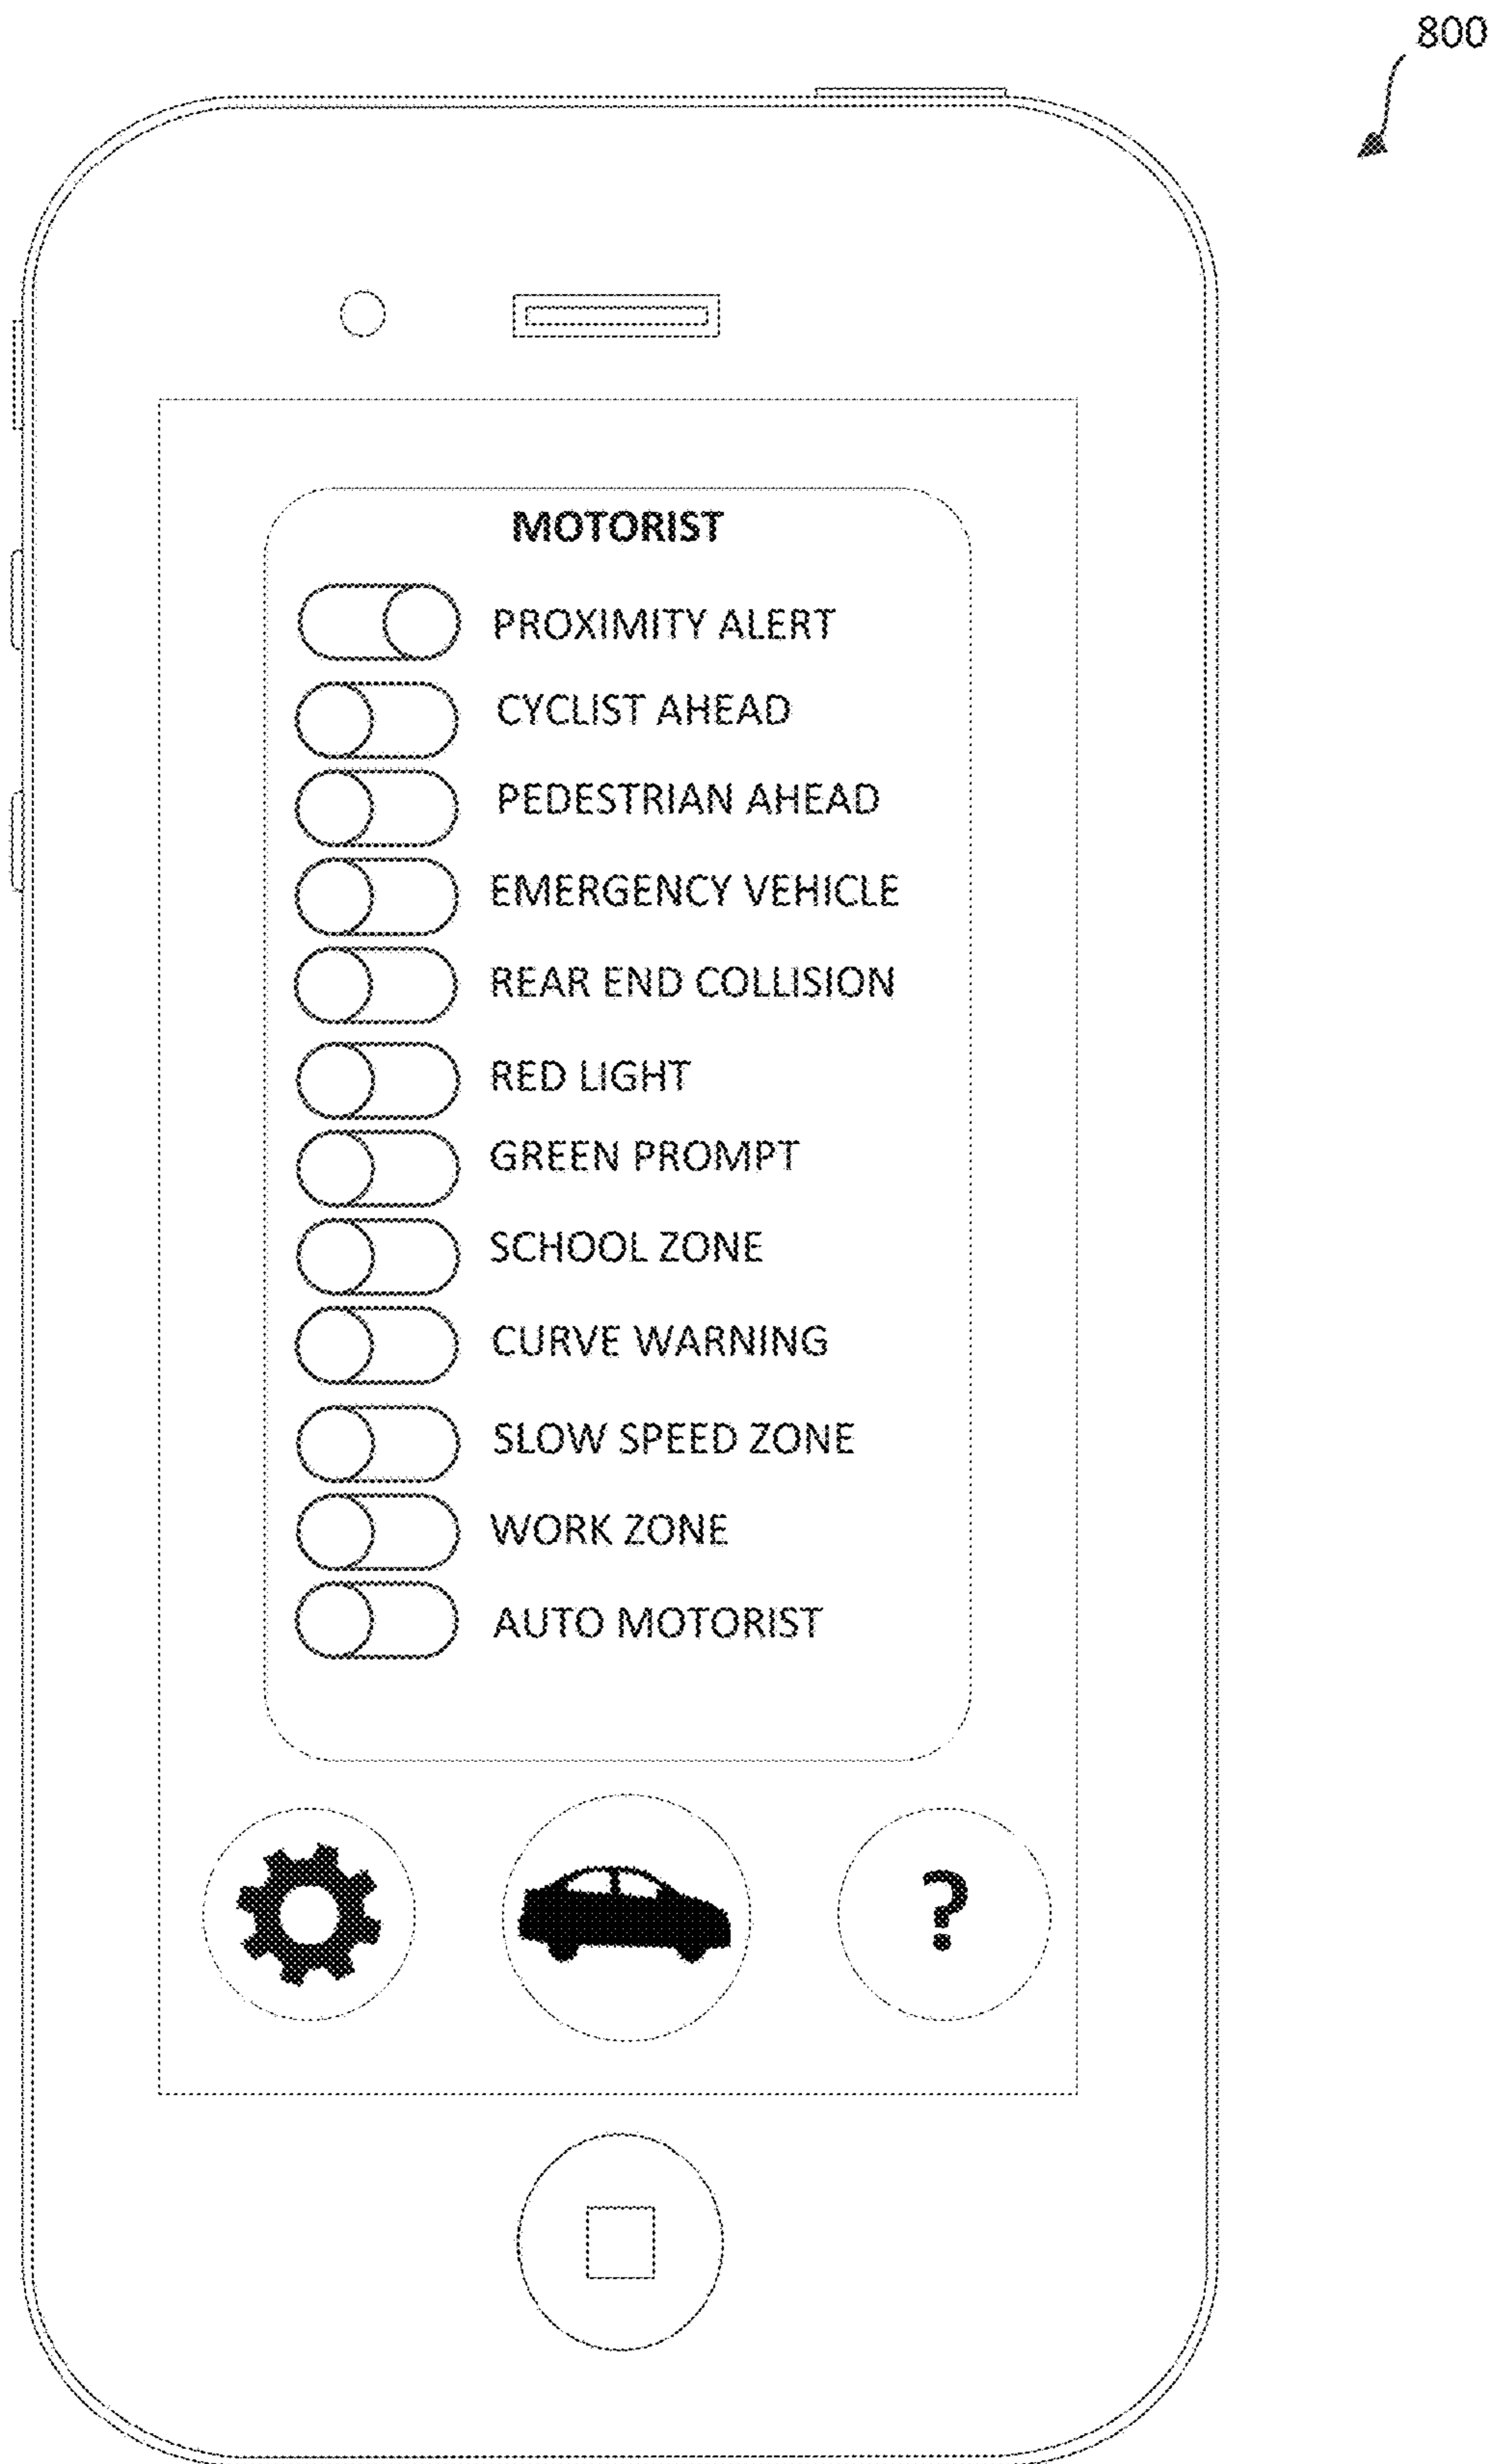 800
MOTORIST
PROXIMITY ALERT
CYCLIST AHEAD
PEDESTRIAN AHEAD
EMERGENCY VEHICLE
REAR END COLLISION
RED LIGHT
GREEN PROMPT
SCHOOL ZONE
CURVE WARNING
SLOW SPEED ZONE
WORK ZONE
AUTO MOTORIST
?